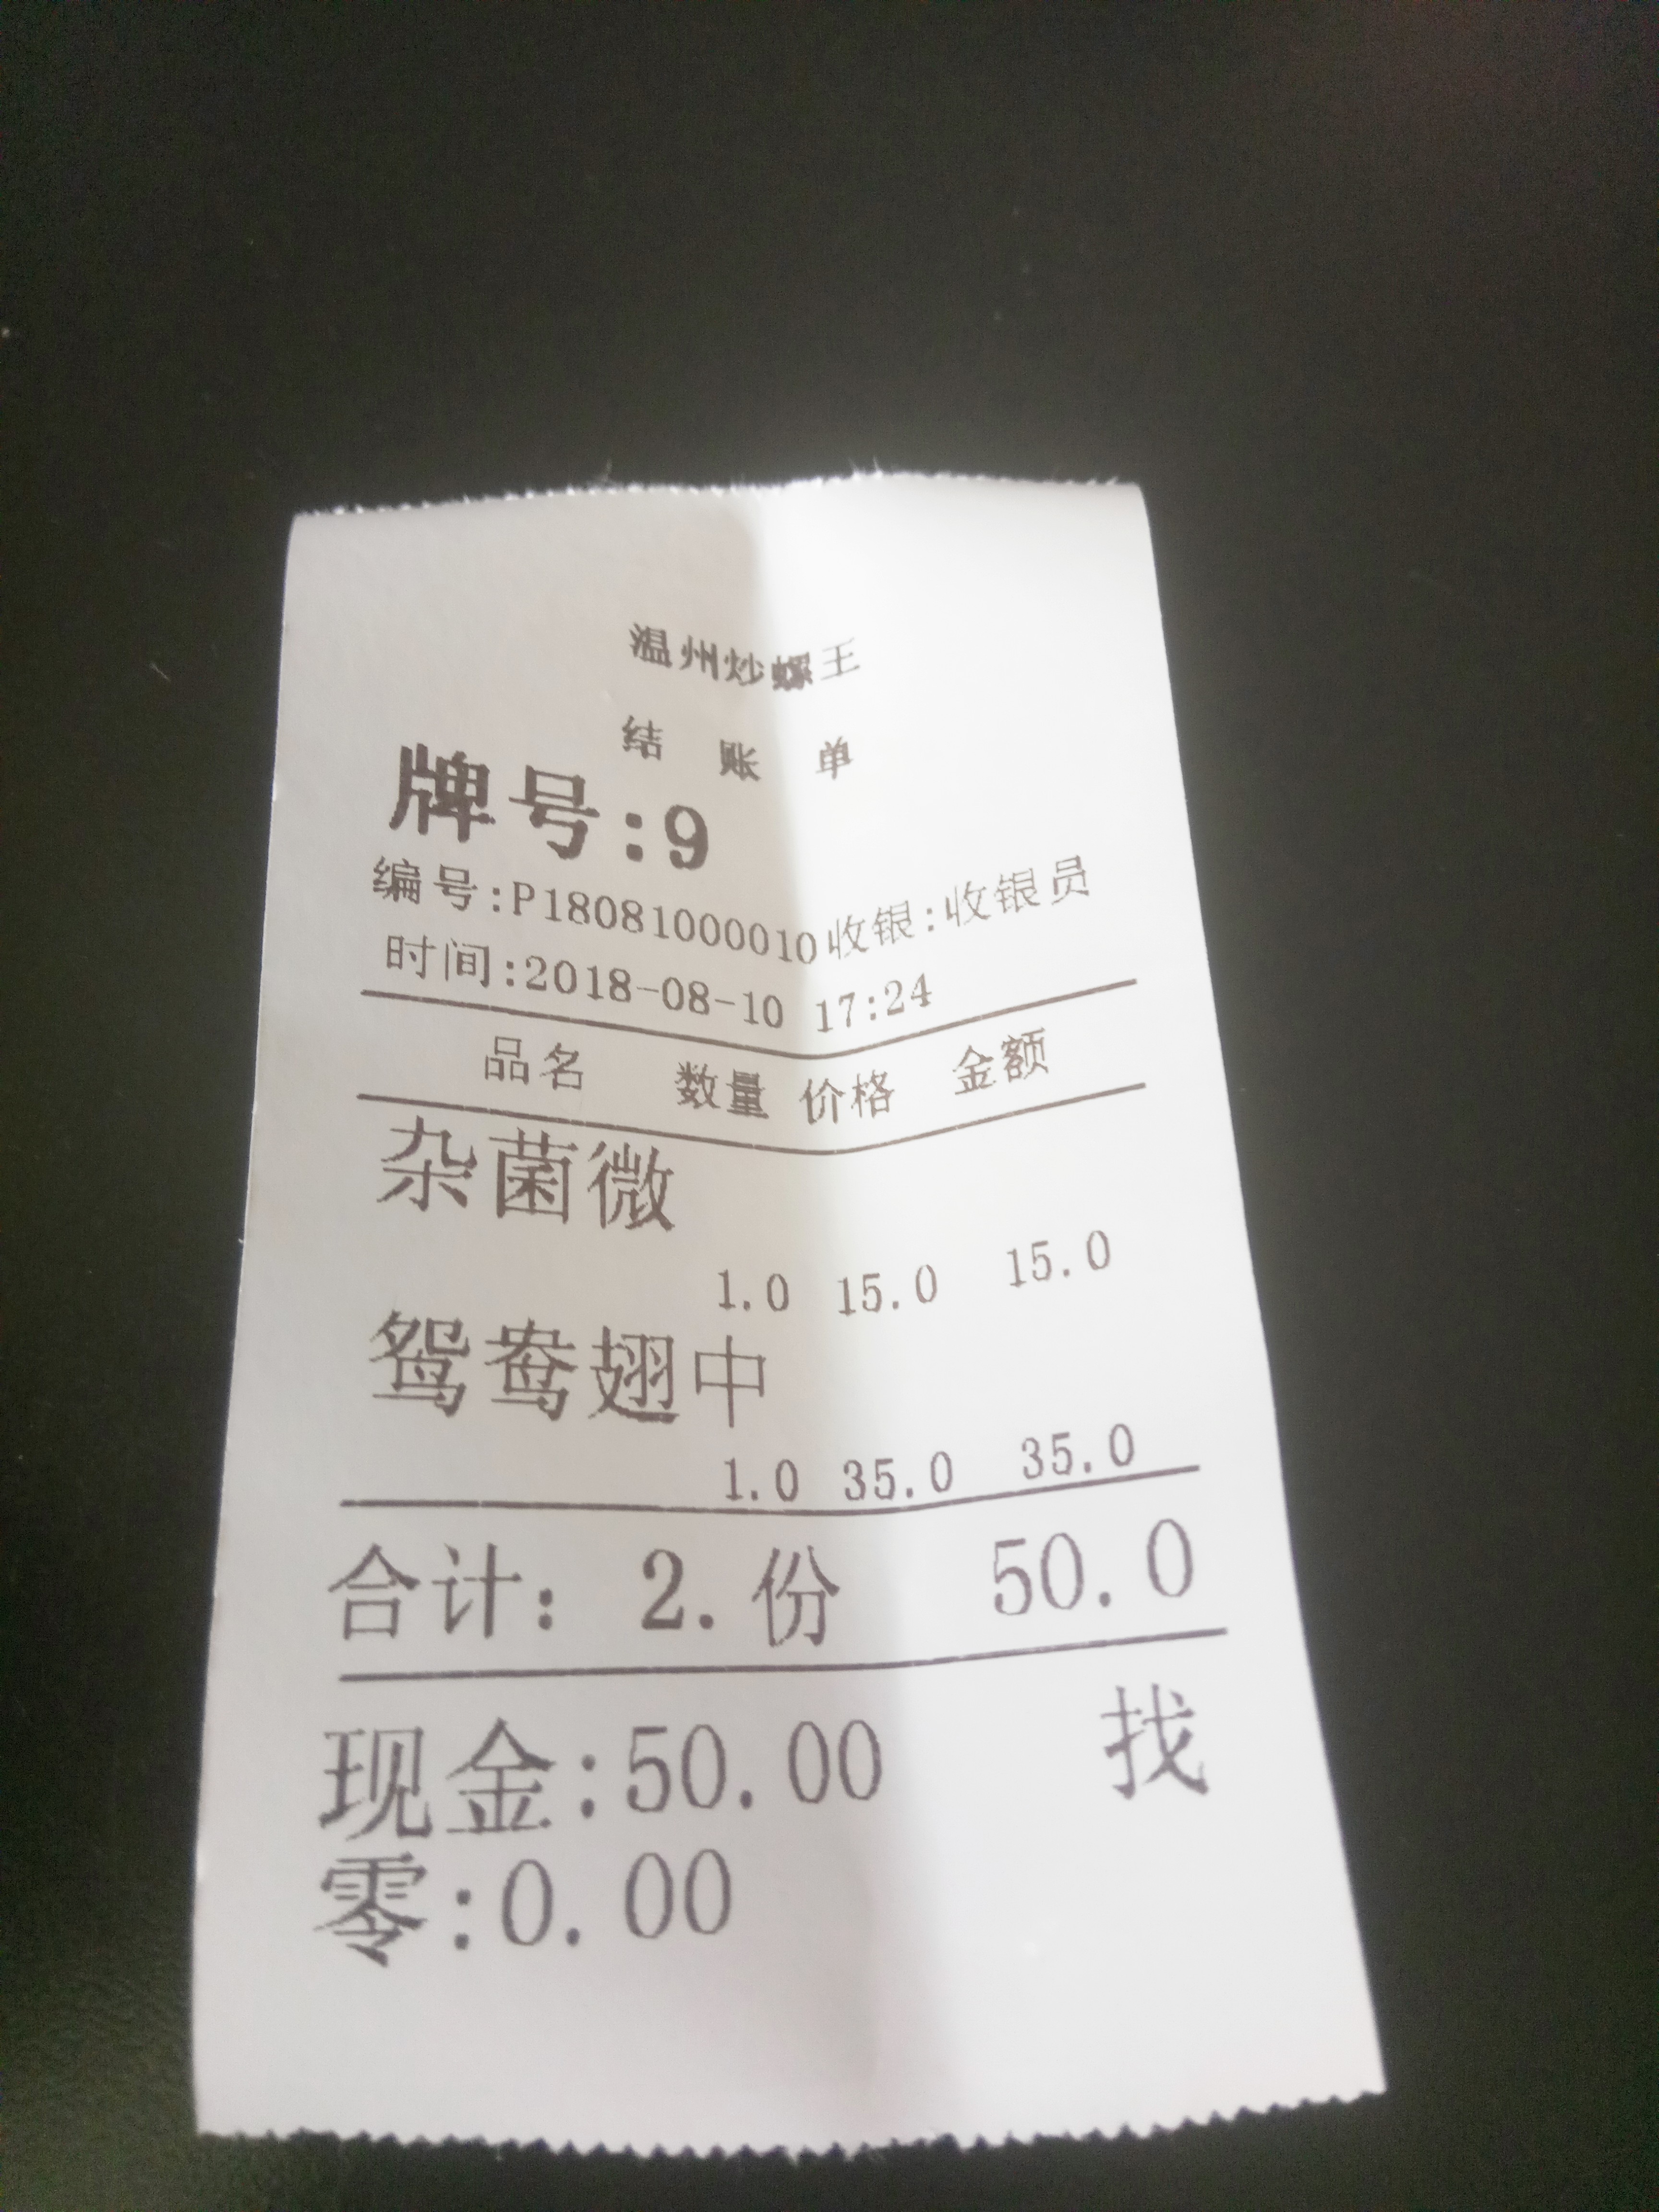 温州炒螺王
结 账 单
牌号:9
编号:P18081000010收银:收银员
时间:2018-08-10 17:24
品名 数量 价格 金额
杂菌微
1.0 15.0 15.0
鸳鸯翅中
1.0 35.0 35.0
合计: 2.份 50.0
现金:50.00 找
零:0.00